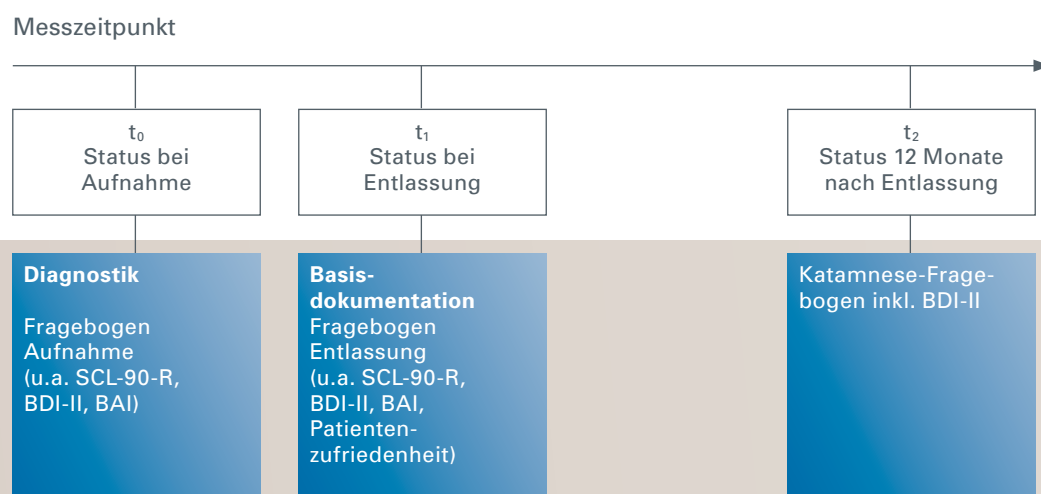 Messzeitpunkt
t₀
Status bei
Aufnahme
t₁
Status bei
Entlassung
t₂
Status 12 Monate
nach Entlassung
Diagnostik
Fragebogen
Aufnahme
(u.a. SCL-90-R,
BDI-II, BAI)
Basis-
dokumentation
Fragebogen
Entlassung
(u.a. SCL-90-R,
BDI-II, BAI,
Patienten-
zufriedenheit)
Katamnese-Frage-
bogen inkl. BDI-II